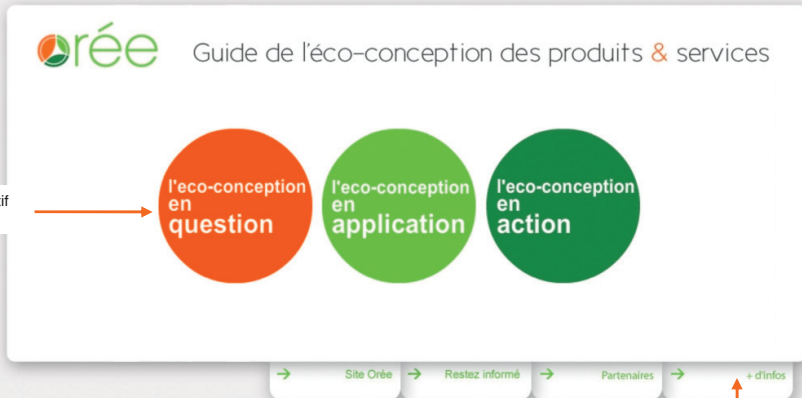 orée
Guide de l'éco-conception des produits & services
l'eco-conception
en
question
l'eco-conception
en
application
l'eco-conception
en
action
→ Site Orée
→ Restez informé
→ Partenaires
→ + d'infos